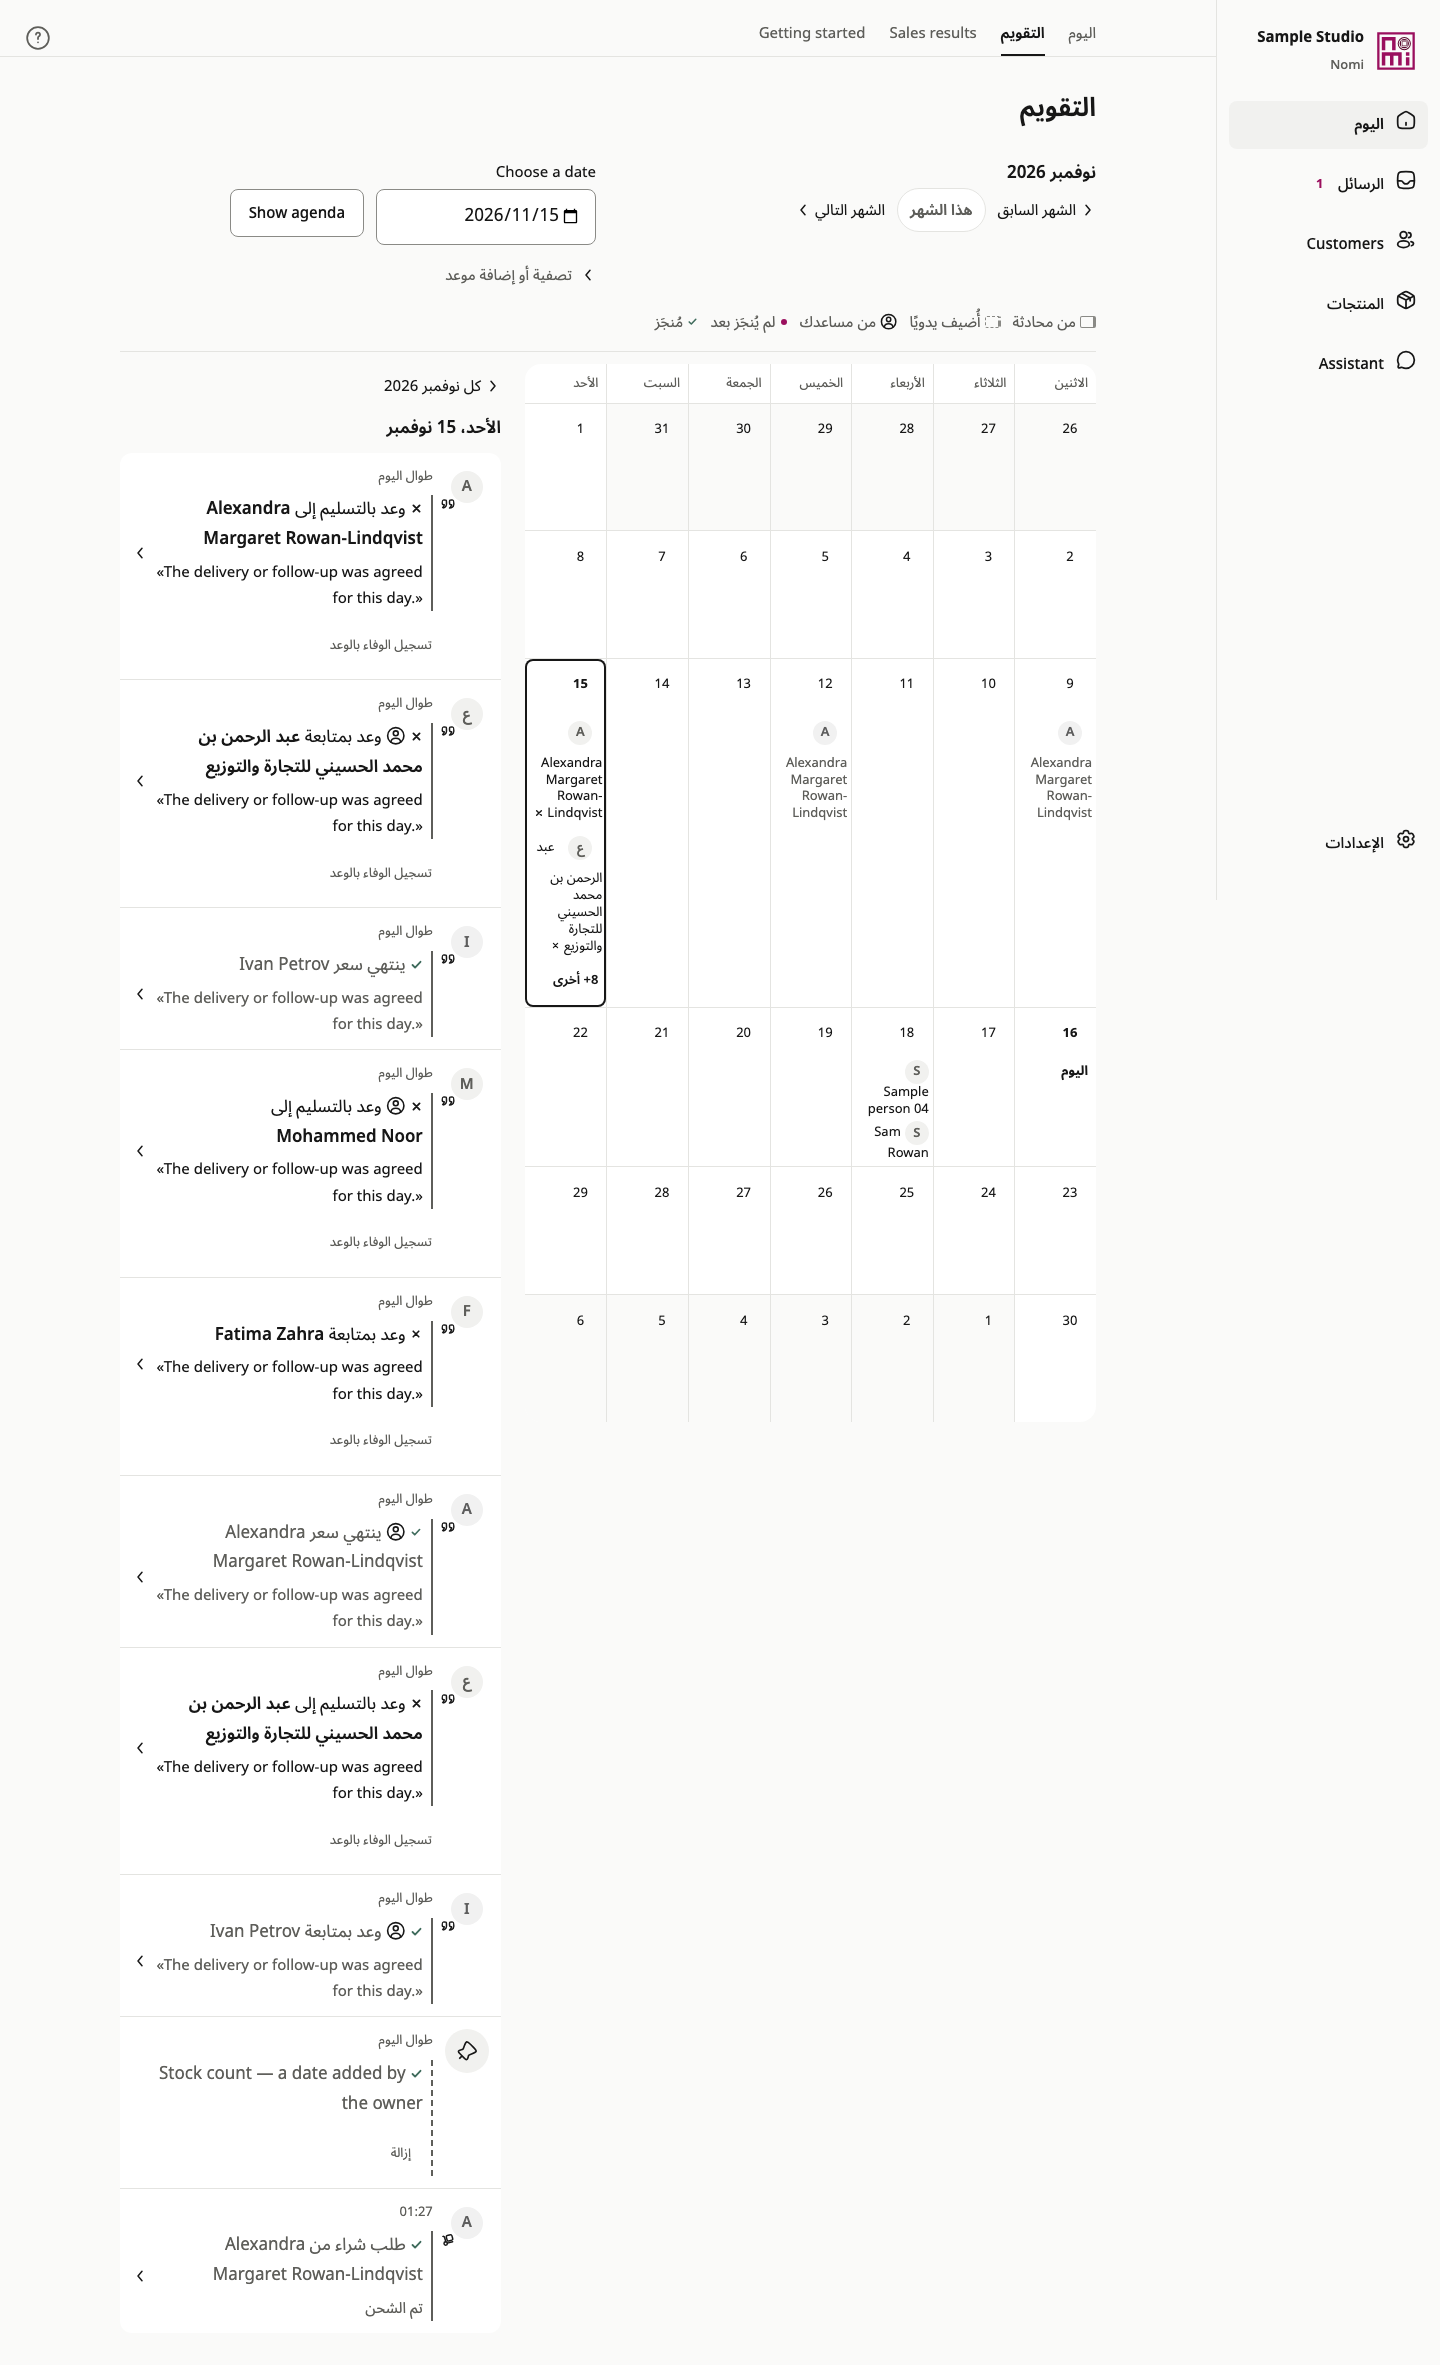 Sample Studio
Nomi
اليوم
الرسائل 1
Customers
المنتجات
Assistant
الإعدادات
اليوم
التقويم
Sales results
Getting started
التقويم
نوفمبر 2026
الشهر السابق
هذا الشهر
الشهر التالي
Choose a date
2026/11/15
Show agenda
تصفية أو إضافة موعد
من محادثة
أُضيف يدويًا
من مساعدك
لم يُنجَز بعد
مُنجَز
الاثنين الثلاثاء الأربعاء الخميس الجمعة السبت الأحد
26 27 28 29 30 31 1
2 3 4 5 6 7 8
9 10 11 12 13 14 15
A
Alexandra
Margaret
Rowan-
Lindqvist
A
Alexandra
Margaret
Rowan-
Lindqvist
A
Alexandra
Margaret
Rowan-
Lindqvist ×
ع عبد
الرحمن بن
محمد
الحسيني
للتجارة
والتوزيع ×
+8 أخرى
16 17 18 19 20 21 22
اليوم
S
Sample
person 04
S Sam
Rowan
23 24 25 26 27 28 29
30 1 2 3 4 5 6
كل نوفمبر 2026
الأحد، 15 نوفمبر
A
طوال اليوم
× وعد بالتسليم إلى Alexandra
Margaret Rowan-Lindqvist
«The delivery or follow-up was agreed
for this day.»
تسجيل الوفاء بالوعد
ع
طوال اليوم
× وعد بمتابعة عبد الرحمن بن
محمد الحسيني للتجارة والتوزيع
«The delivery or follow-up was agreed
for this day.»
تسجيل الوفاء بالوعد
I
طوال اليوم
ينتهي سعر Ivan Petrov
«The delivery or follow-up was agreed
for this day.»
M
طوال اليوم
× وعد بالتسليم إلى
Mohammed Noor
«The delivery or follow-up was agreed
for this day.»
تسجيل الوفاء بالوعد
F
طوال اليوم
× وعد بمتابعة Fatima Zahra
«The delivery or follow-up was agreed
for this day.»
تسجيل الوفاء بالوعد
A
طوال اليوم
ينتهي سعر Alexandra
Margaret Rowan-Lindqvist
«The delivery or follow-up was agreed
for this day.»
ع
طوال اليوم
× وعد بالتسليم إلى عبد الرحمن بن
محمد الحسيني للتجارة والتوزيع
«The delivery or follow-up was agreed
for this day.»
تسجيل الوفاء بالوعد
I
طوال اليوم
وعد بمتابعة Ivan Petrov
«The delivery or follow-up was agreed
for this day.»
طوال اليوم
Stock count — a date added by
the owner
إزالة
A
01:27
طلب شراء من Alexandra
Margaret Rowan-Lindqvist
تم الشحن